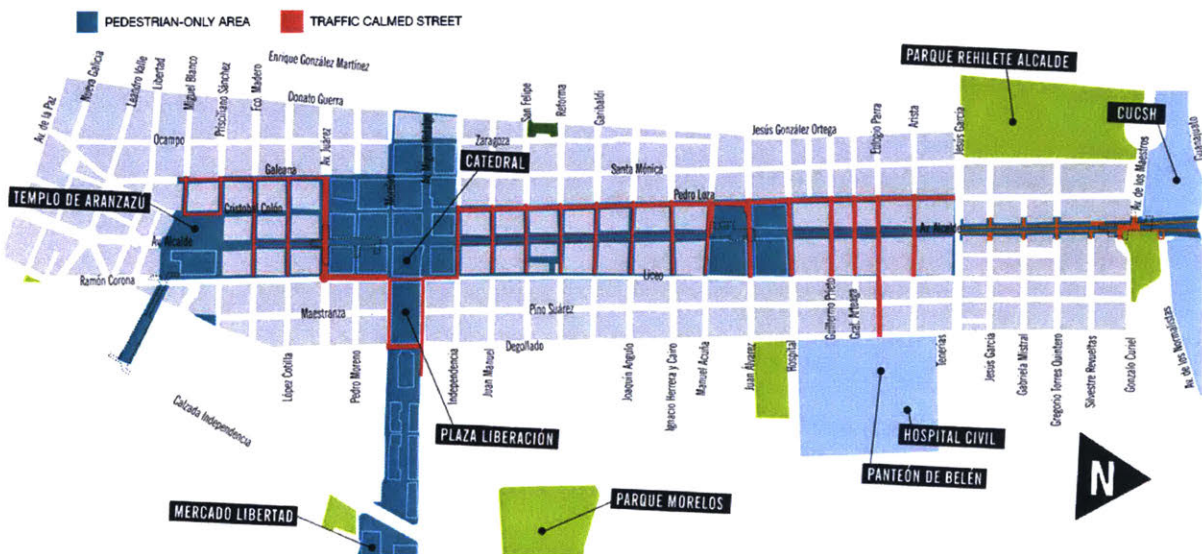 PEDESTRIAN-ONLY AREA
TRAFFIC CALMED STREET
Av. de la Paz
Nueva Galicia
Leandro Valle
Libertad
Miguel Blanco
Prisciliano Sánchez
Fco. Madero
Enrique González Martínez
Donato Guerra
Av. Juárez
Ocampo
Galeana
Zaragoza
San Felipe
Reforma
Garibaldi
CATEDRAL
Santa Mónica
Jesús González Ortega
Eligio Parra
Arista
Jesús García
PARQUE REHILETE ALCALDE
CUCSH
Av. de los Maestros
TEMPLO DE ARANZAZÚ
Cristobal Colón
Pedro Loza
Av. Alcalde
Av. Alcalde
Ramón Corona
Liceo
Maestranza
Pino Suárez
Degollado
Guillermo Prieto
Gral. Arteaga
López Cotilla
Pedro Moreno
Independencia
Juan Manuel
Joaquín Angulo
Ignacio Herrera y Cairo
Manuel Acuña
Juan Álvarez
Hospital
Tenerías
Jesús García
Gabriela Mistral
Gregorio Torres Quintero
Silvestre Revueltas
Gonzalo Curiel
Av. de los Normalistas
Calzada Independencia
PLAZA LIBERACIÓN
HOSPITAL CIVIL
PANTEÓN DE BELÉN
MERCADO LIBERTAD
PARQUE MORELOS
N